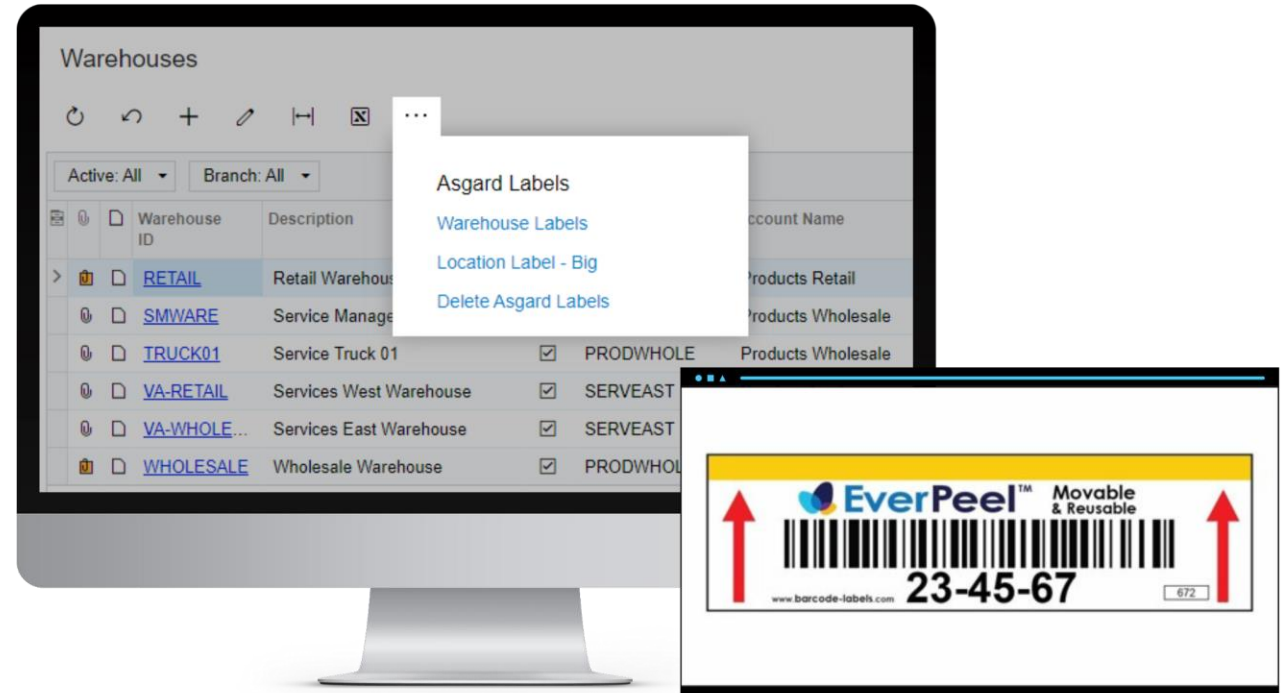 Warehouses
Active: All
Branch: All
Asgard Labels
Warehouse Labels
Location Label - Big
Delete Asgard Labels
Warehouse ID Description ccount Name
RETAIL Retail Warehous Products Retail
SMWARE Service Manage Products Wholesale
TRUCK01 Service Truck 01 PRODWHOLE Products Wholesale
VA-RETAIL Services West Warehouse SERVEAST
VA-WHOLE... Services East Warehouse SERVEAST
WHOLESALE Wholesale Warehouse PRODWHOL
EverPeel™ Movable
& Reusable
www.barcode-labels.com 23-45-67 672